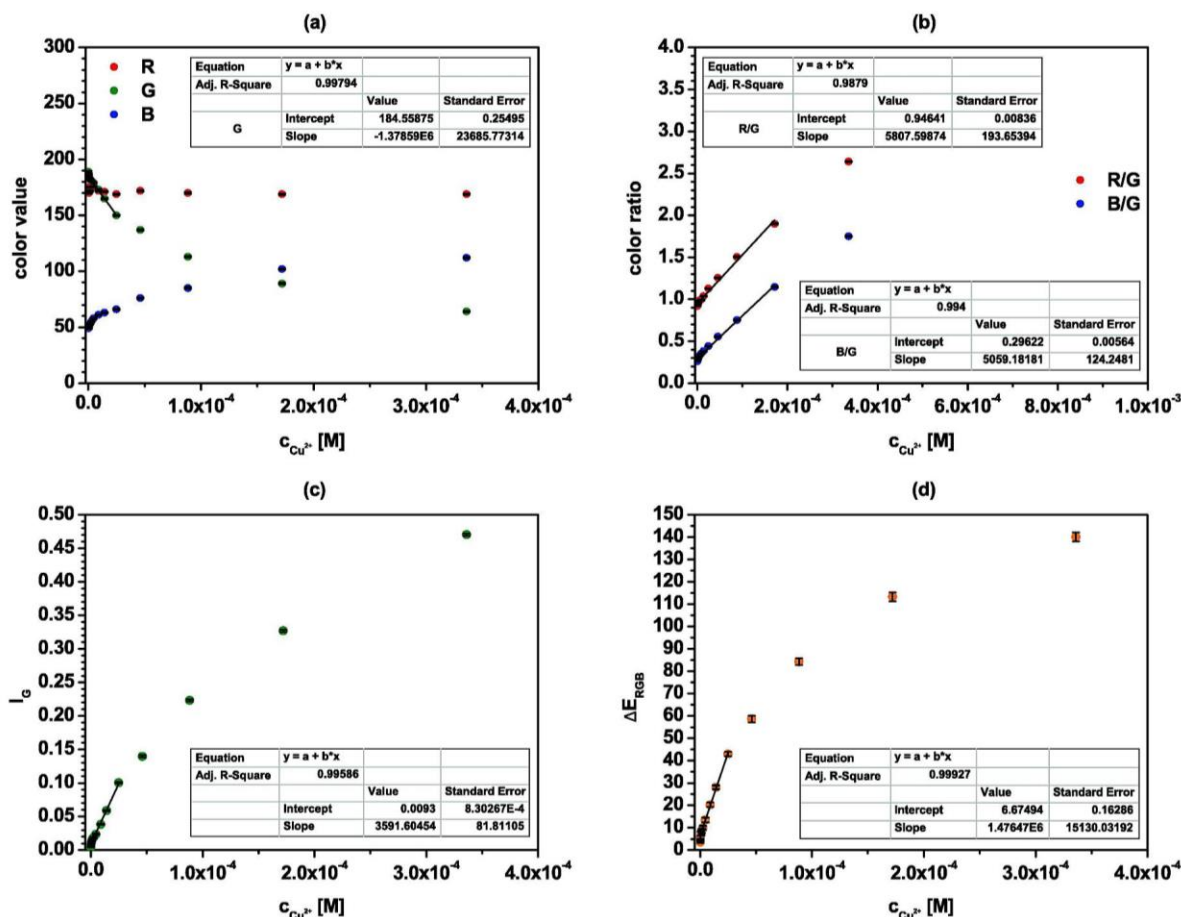 (a)
300
250
200
150
100
50
0
color value
R
G
B
Equation y = a + b*x
Adj. R-Square 0.99794
Value Standard Error
G Intercept 184.55875 0.25495
Slope -1.37859E6 23685.77314
0.0 1.0x10⁻⁴ 2.0x10⁻⁴ 3.0x10⁻⁴ 4.0x10⁻⁴
c_Cu²⁺ [M]
(b)
4.0
3.5
3.0
2.5
2.0
1.5
1.0
0.5
0.0
color ratio
Equation y = a + b*x
Adj. R-Square 0.9879
Value Standard Error
R/G Intercept 0.94641 0.00836
Slope 5807.59874 193.65394
R/G
B/G
Equation y = a + b*x
Adj. R-Square 0.994
Value Standard Error
B/G Intercept 0.29622 0.00564
Slope 5059.18181 124.2481
0.0 2.0x10⁻⁴ 4.0x10⁻⁴ 6.0x10⁻⁴ 8.0x10⁻⁴ 1.0x10⁻³
c_Cu²⁺ [M]
(c)
0.50
0.45
0.40
0.35
0.30
0.25
0.20
0.15
0.10
0.05
0.00
I_G
Equation y = a + b*x
Adj. R-Square 0.99586
Value Standard Error
Intercept 0.0093 8.30267E-4
Slope 3591.60454 81.81105
0.0 1.0x10⁻⁴ 2.0x10⁻⁴ 3.0x10⁻⁴ 4.0x10⁻⁴
c_Cu²⁺ [M]
(d)
150
140
130
120
110
100
90
80
70
60
50
40
30
20
10
0
ΔE_RGB
Equation y = a + b*x
Adj. R-Square 0.99927
Value Standard Error
Intercept 6.67494 0.16286
Slope 1.47647E6 15130.03192
0.0 1.0x10⁻⁴ 2.0x10⁻⁴ 3.0x10⁻⁴ 4.0x10⁻⁴
c_Cu²⁺ [M]